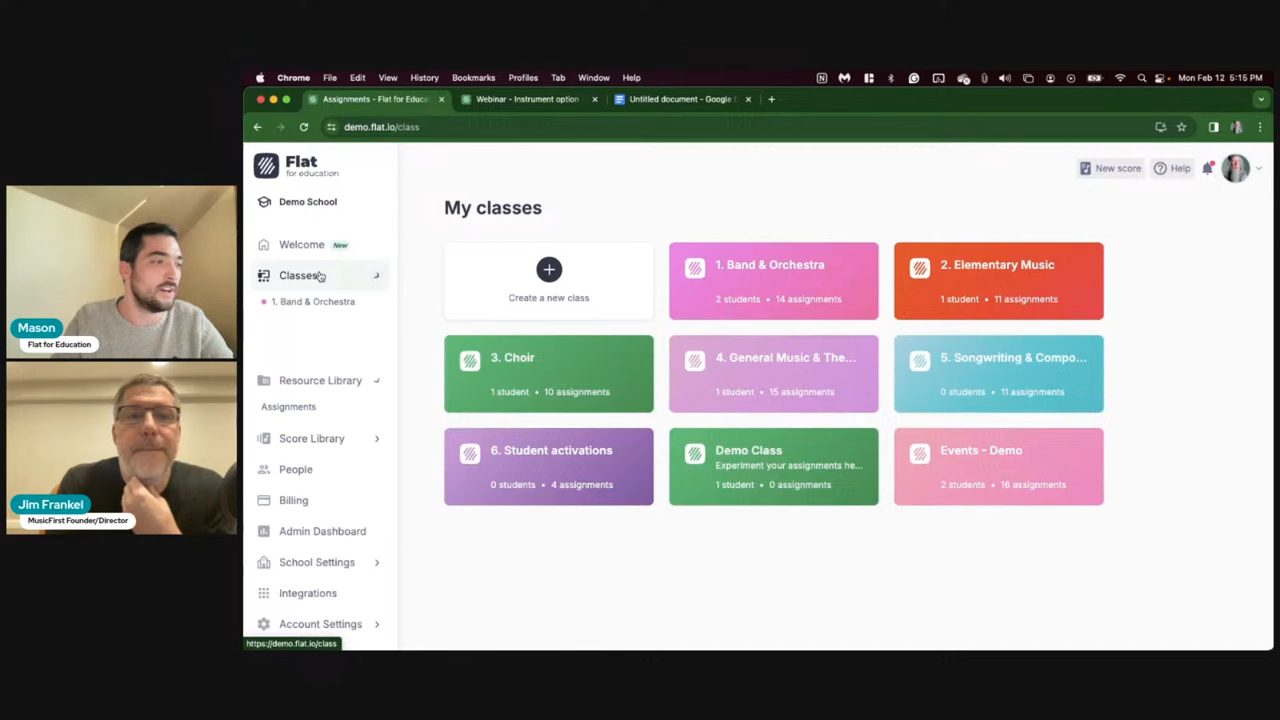 Chrome File Edit View History Bookmarks Profiles Tab Window Help
Mon Feb 12 5:15 PM
Assignments - Flat for Educa
Webinar - Instrument option
Untitled document - Google
demo.flat.io/class
Flat
for education
New score
Help
Demo School
My classes
Welcome New
Classes
1. Band & Orchestra
Resource Library
Assignments
Score Library
People
Billing
Admin Dashboard
School Settings
Integrations
Account Settings
https://demo.flat.io/class
Create a new class
1. Band & Orchestra
2 students • 14 assignments
2. Elementary Music
1 student • 11 assignments
3. Choir
1 student • 10 assignments
4. General Music & The...
1 student • 15 assignments
5. Songwriting & Compo...
0 students • 11 assignments
6. Student activations
0 students • 4 assignments
Demo Class
Experiment your assignments he...
1 student • 0 assignments
Events - Demo
2 students • 16 assignments
Mason
Flat for Education
Jim Frankel
MusicFirst Founder/Director